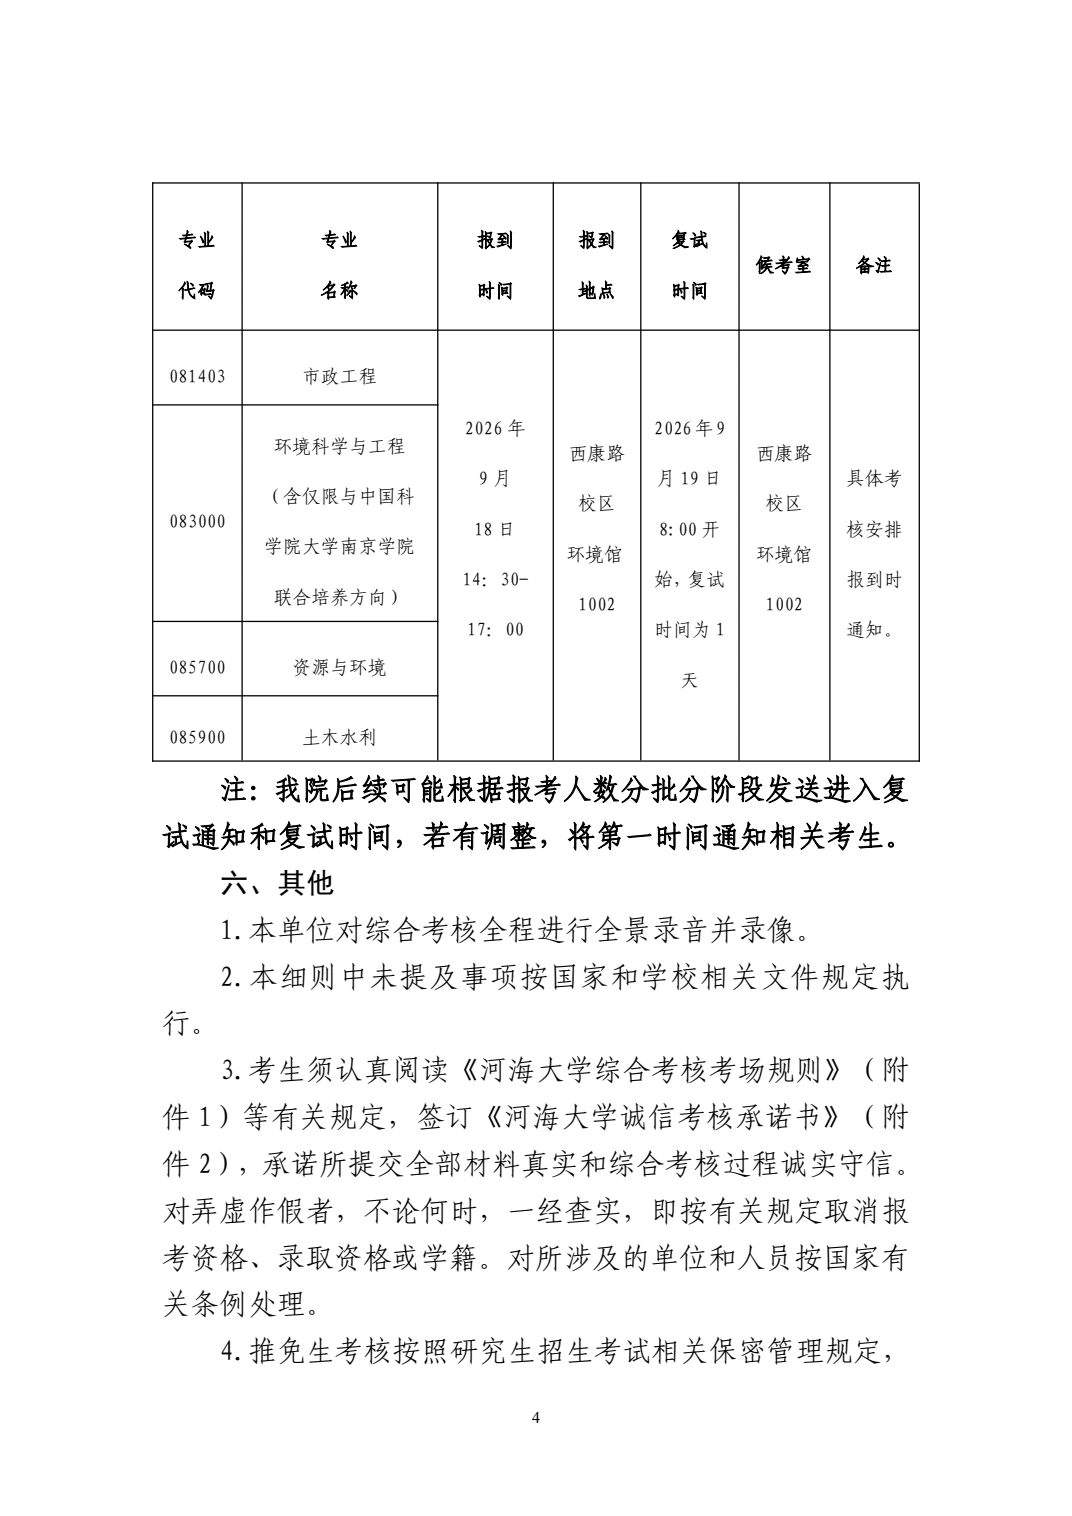 专业
代码
专业
名称
报到
时间
报到
地点
复试
时间
候考室
备注
081403
市政工程
083000
环境科学与工程
（含仅限与中国科
学院大学南京学院
联合培养方向）
085700
资源与环境
085900
土木水利
2026 年
9 月
18 日
14：30-
17：00
西康路
校区
环境馆
1002
2026 年 9
月 19 日
8:00 开
始，复试
时间为 1
天
西康路
校区
环境馆
1002
具体考
核安排
报到时
通知。
注：我院后续可能根据报考人数分批分阶段发送进入复
试通知和复试时间，若有调整，将第一时间通知相关考生。
六、其他
1.本单位对综合考核全程进行全景录音并录像。
2.本细则中未提及事项按国家和学校相关文件规定执
行。
3.考生须认真阅读《河海大学综合考核考场规则》（附
件 1）等有关规定，签订《河海大学诚信考核承诺书》（附
件 2），承诺所提交全部材料真实和综合考核过程诚实守信。
对弄虚作假者，不论何时，一经查实，即按有关规定取消报
考资格、录取资格或学籍。对所涉及的单位和人员按国家有
关条例处理。
4.推免生考核按照研究生招生考试相关保密管理规定，
4